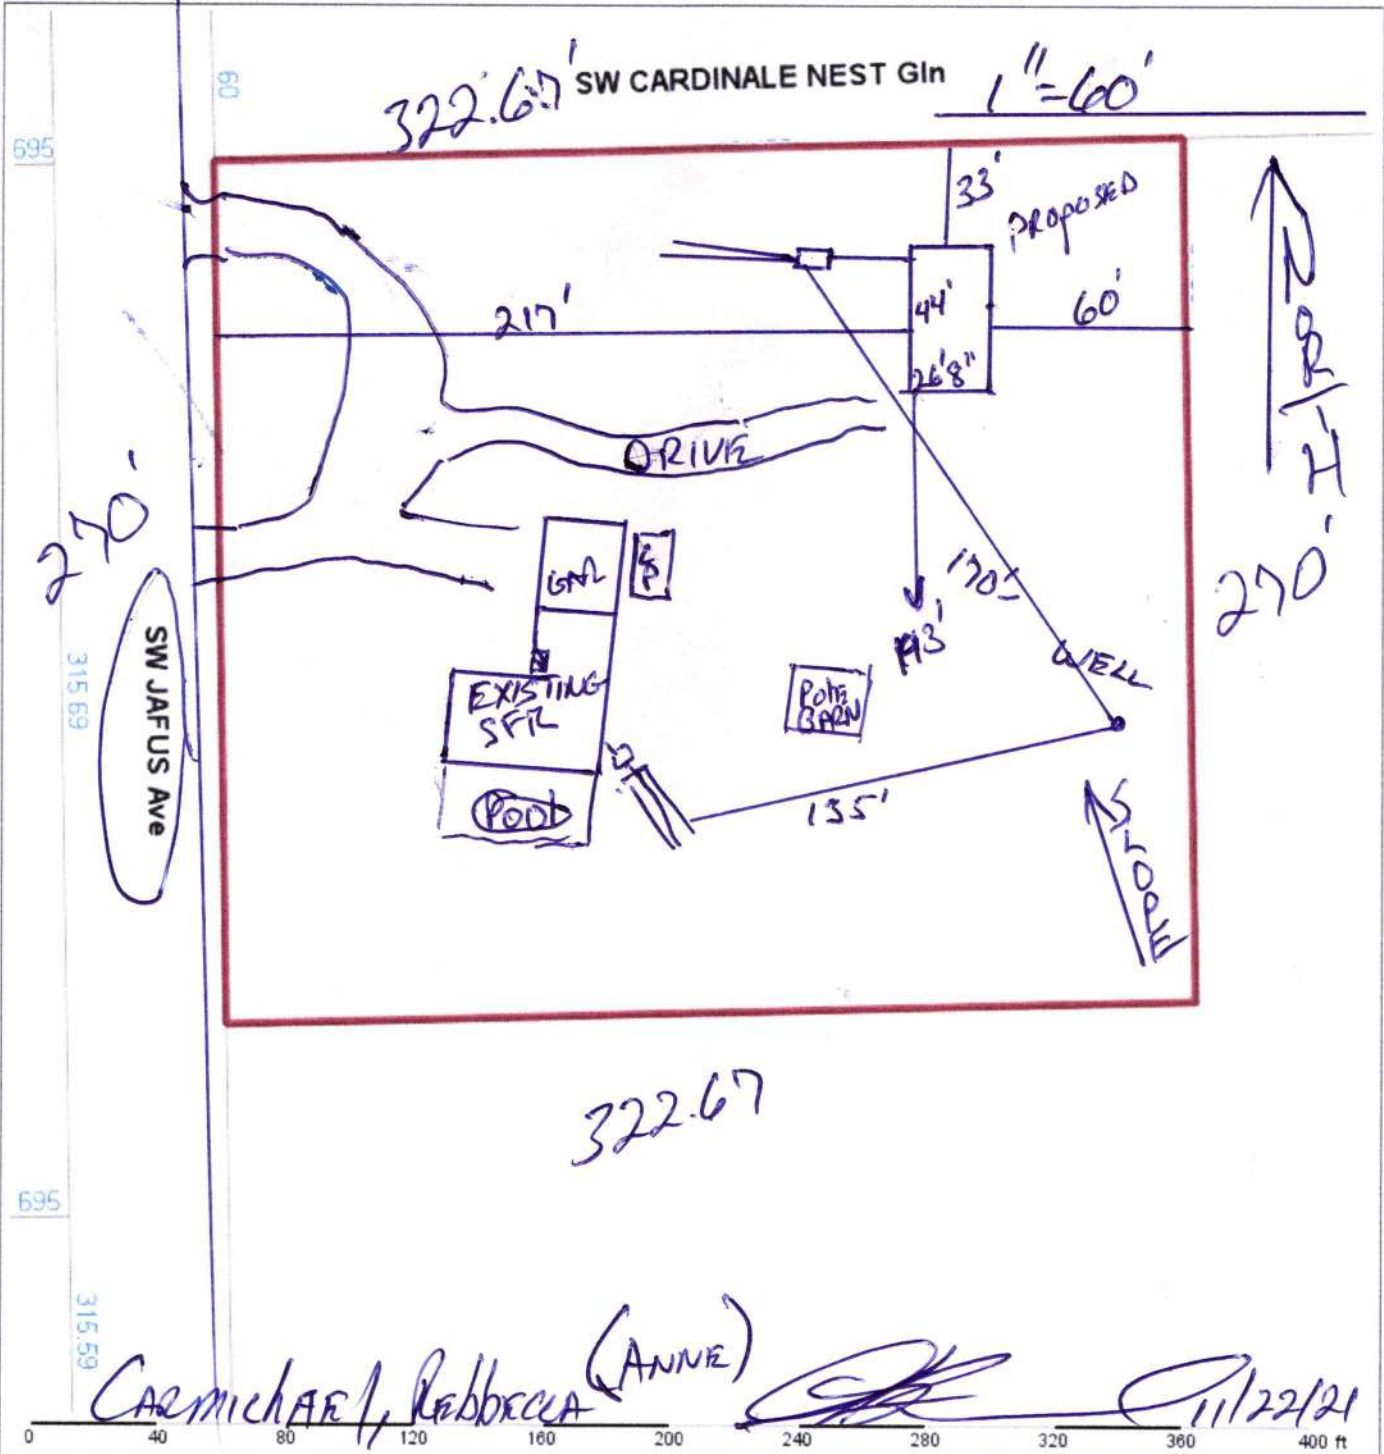 60
322.67' SW CARDINALE NEST Gln 1"=60'
695
33'
PROPOSED
NORTH
217'
44'
60'
26'8"
DRIVE
270'
GAR
170'
270'
193'
WELL
SW JAFUS Ave
315.69
EXISTING
SFR
POLE
BARN
POOL
135'
SLOPE
322.67
695
315.59
CARMICHAEL, Rebbecca (ANNE)
11/22/21
0 40 80 120 160 200 240 280 320 360 400 ft